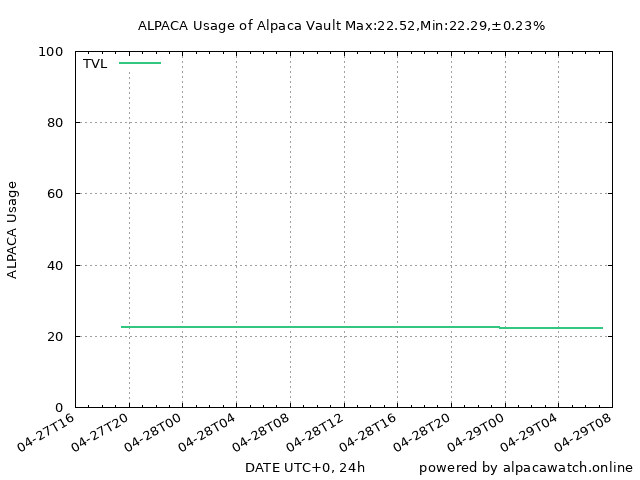 ALPACA Usage of Alpaca Vault Max:22.52,Min:22.29,±0.23%
100
TVL
80
60
ALPACA Usage
40
20
0
04-27T16
04-27T20
04-28T00
04-28T04
04-28T08
04-28T12
04-28T16
04-28T20
04-29T00
04-29T04
04-29T08
DATE UTC+0, 24h
powered by alpacawatch.online